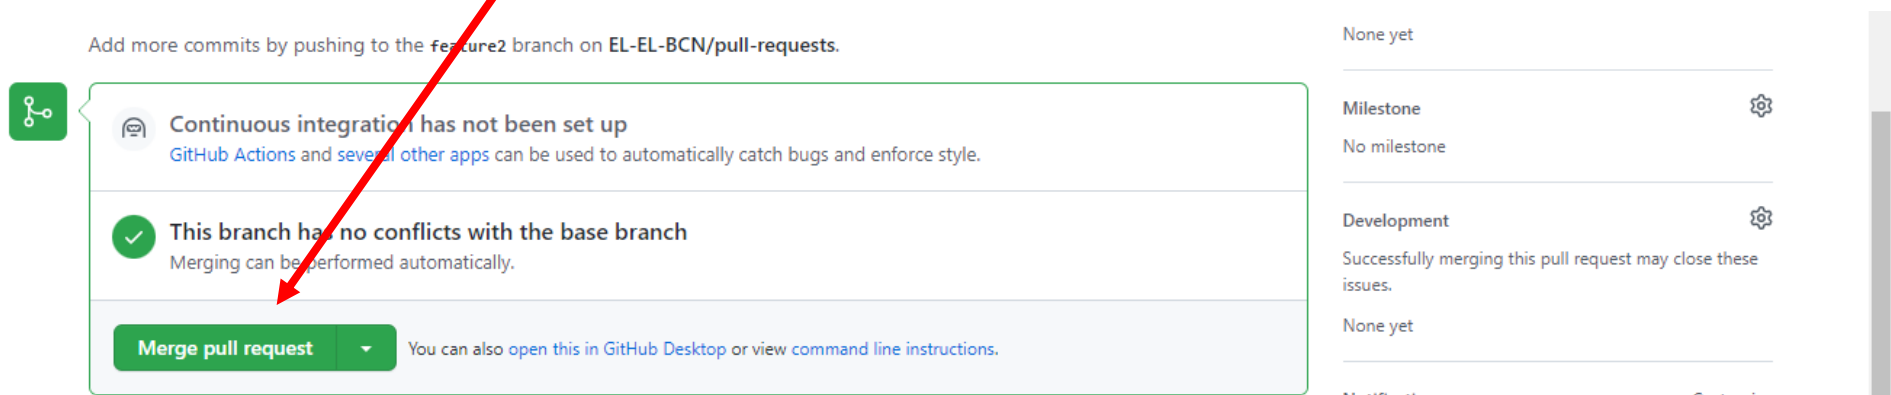 Add more commits by pushing to the feature2 branch on EL-EL-BCN/pull-requests.
Continuous integration has not been set up
GitHub Actions and several other apps can be used to automatically catch bugs and enforce style.
This branch has no conflicts with the base branch
Merging can be performed automatically.
Merge pull request
You can also open this in GitHub Desktop or view command line instructions.
None yet
Milestone
No milestone
Development
Successfully merging this pull request may close these
issues.
None yet